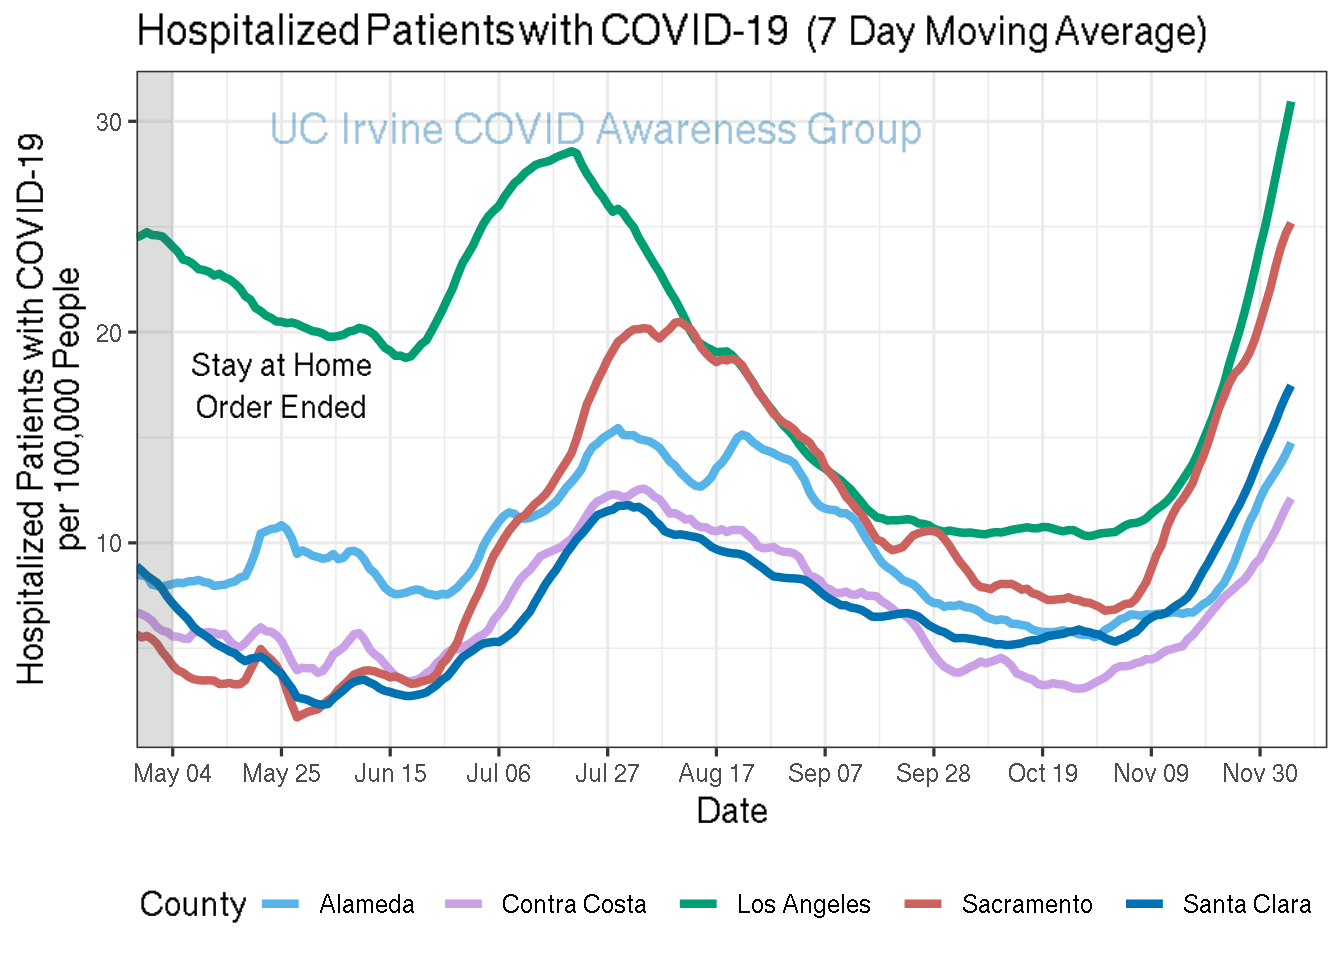 Hospitalized Patients with COVID-19 (7 Day Moving Average)
UC Irvine COVID Awareness Group
Hospitalized Patients with COVID-19
per 100,000 People
30
20
10
Stay at Home
Order Ended
May 04 May 25 Jun 15 Jul 06 Jul 27 Aug 17 Sep 07 Sep 28 Oct 19 Nov 09 Nov 30
Date
County Alameda Contra Costa Los Angeles Sacramento Santa Clara